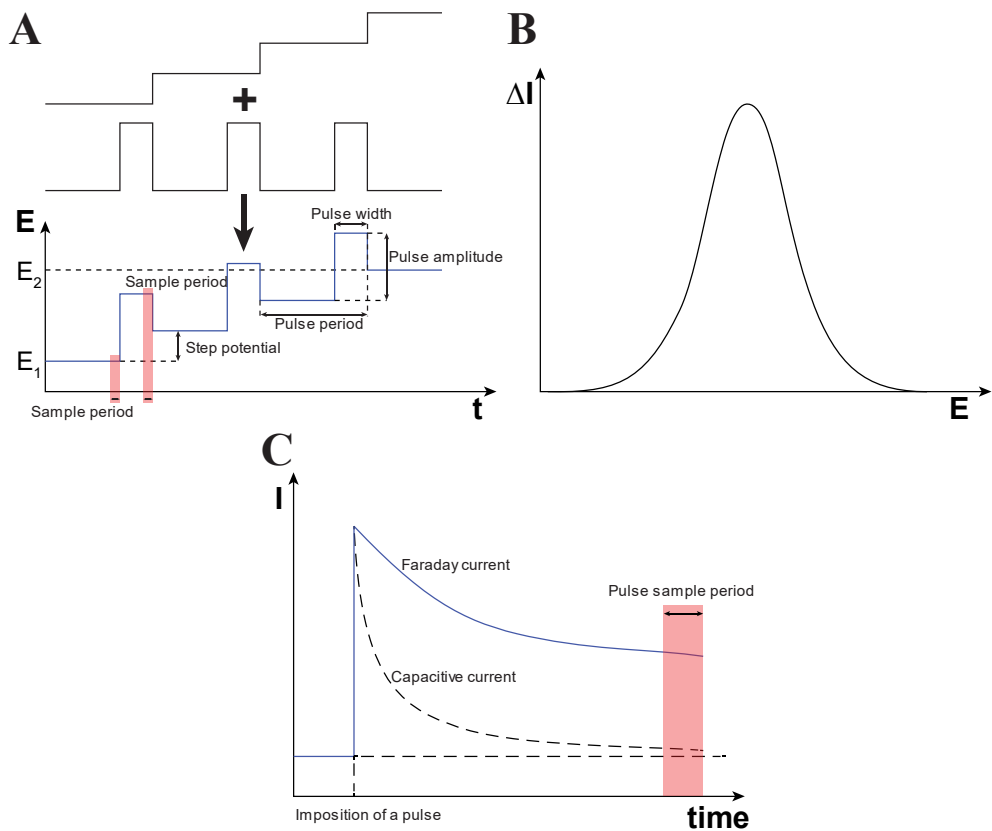 A
B
+
ΔI
E
Pulse width
Pulse amplitude
E2
Sample period
Pulse period
Step potential
E1
t
E
Sample period
C
I
Faraday current
Pulse sample period
Capacitive current
time
Imposition of a pulse